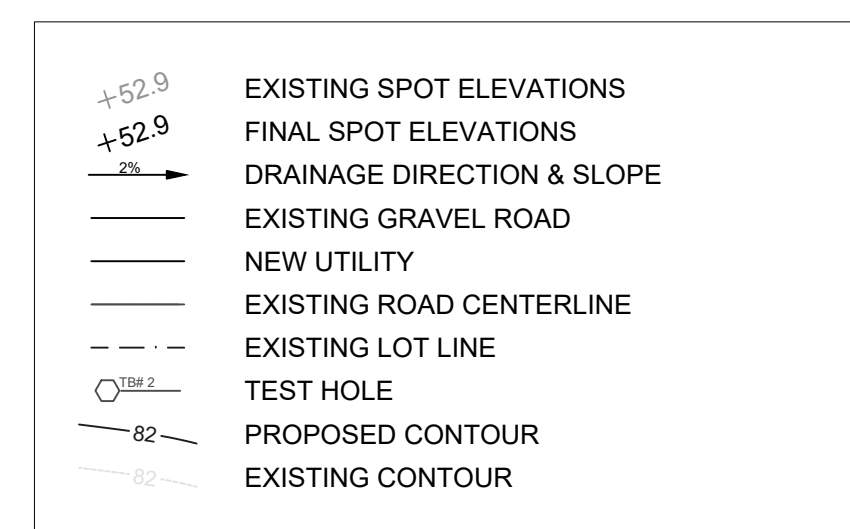 +52.9 EXISTING SPOT ELEVATIONS
+52.9 FINAL SPOT ELEVATIONS
2% DRAINAGE DIRECTION & SLOPE
EXISTING GRAVEL ROAD
NEW UTILITY
EXISTING ROAD CENTERLINE
EXISTING LOT LINE
TB# 2 TEST HOLE
82 PROPOSED CONTOUR
82 EXISTING CONTOUR